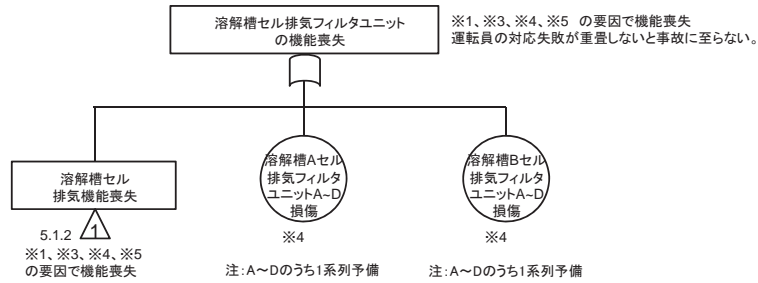 溶解槽セル排気フィルタユニット
の機能喪失
※1、※3、※4、※5 の要因で機能喪失
運転員の対応失敗が重畳しないと事故に至らない。
溶解槽セル
排気機能喪失
溶解槽Aセル
排気フィルタ
ユニットA~D
損傷
溶解槽Bセル
排気フィルタ
ユニットA~D
損傷
5.1.2
1
※1、※3、※4、※5
の要因で機能喪失
※4
※4
注:A~Dのうち1系列予備
注:A~Dのうち1系列予備